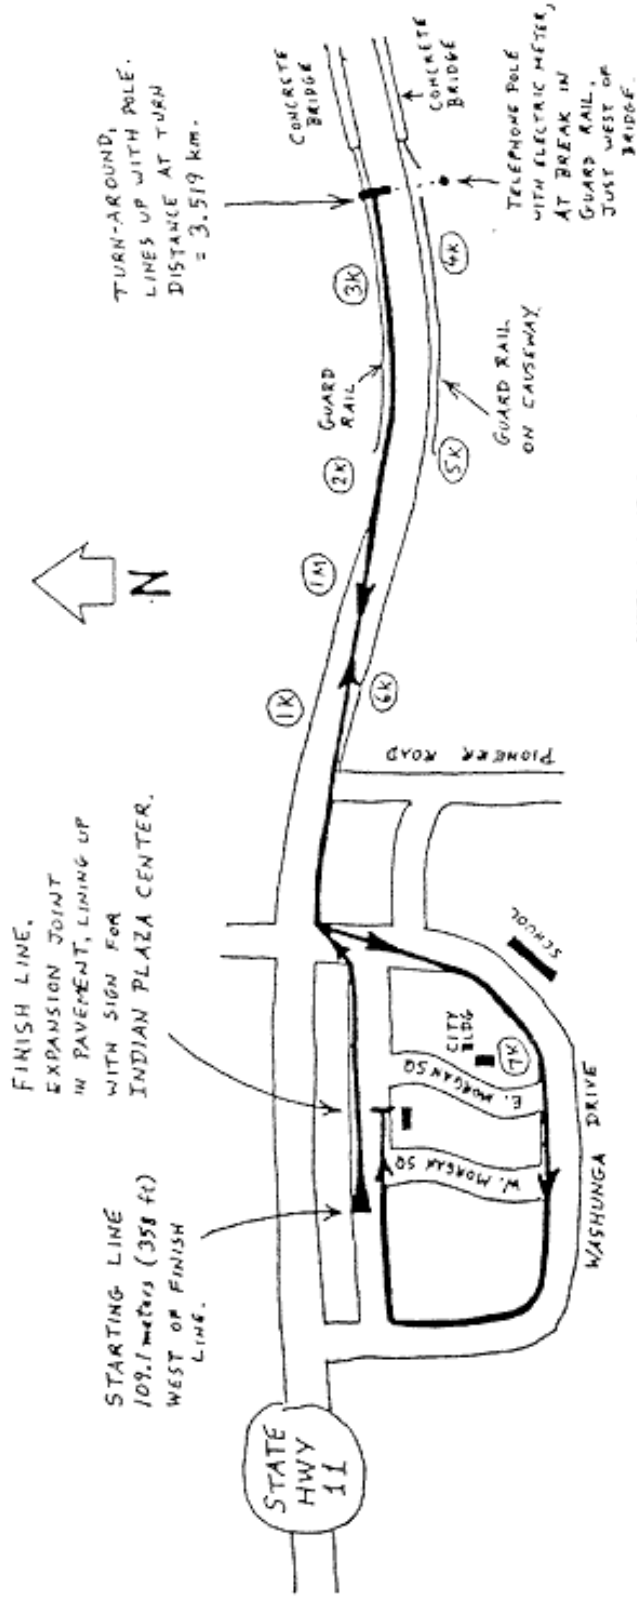 FINISH LINE.
EXPANSION JOINT
IN PAVEMENT, LINING UP
WITH SIGN FOR
INDIAN PLAZA CENTER.
STARTING LINE
109.1 meters (358 ft)
WEST OF FINISH
LINE.
STATE
HWY
11
N
TURN-AROUND,
LINES UP WITH POLE.
DISTANCE AT TURN
= 3.519 km.
CONCRETE
BRIDGE
CONCRETE
BRIDGE
TELEPHONE POLE
WITH ELECTRIC METER,
AT BREAK IN
GUARD RAIL,
JUST WEST OF
BRIDGE.
GUARD
RAIL
GUARD RAIL
ON CAUSEWAY
1K
1M
2K
3K
4K
5K
6K
7K
PIONEER ROAD
SCHOOL
CITY
BLDG
E. MORGAN SQ
W. MORGAN SQ
WASHUNGA DRIVE